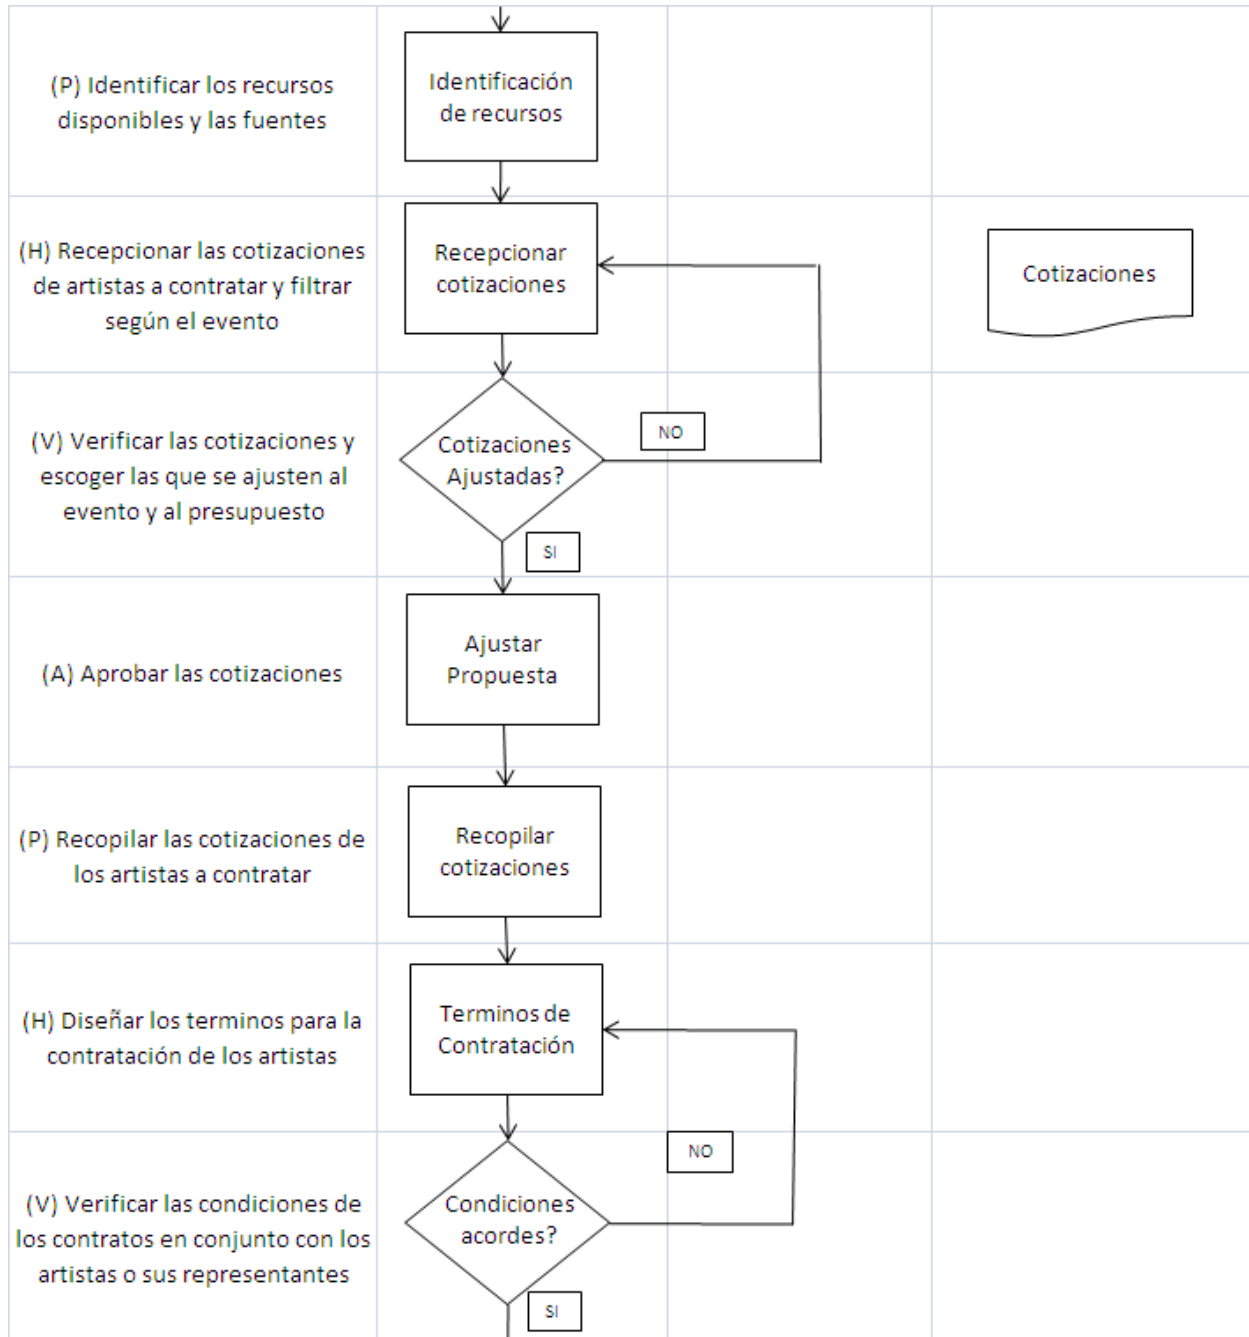 (P) Identificar los recursos
disponibles y las fuentes
Identificación
de recursos
(H) Recepcionar las cotizaciones
de artistas a contratar y filtrar
según el evento
Recepcionar
cotizaciones
Cotizaciones
(V) Verificar las cotizaciones y
escoger las que se ajusten al
evento y al presupuesto
Cotizaciones
Ajustadas?
NO
SI
(A) Aprobar las cotizaciones
Ajustar
Propuesta
(P) Recopilar las cotizaciones de
los artistas a contratar
Recopilar
cotizaciones
(H) Diseñar los terminos para la
contratación de los artistas
Terminos de
Contratación
(V) Verificar las condiciones de
los contratos en conjunto con los
artistas o sus representantes
Condiciones
acordes?
NO
SI